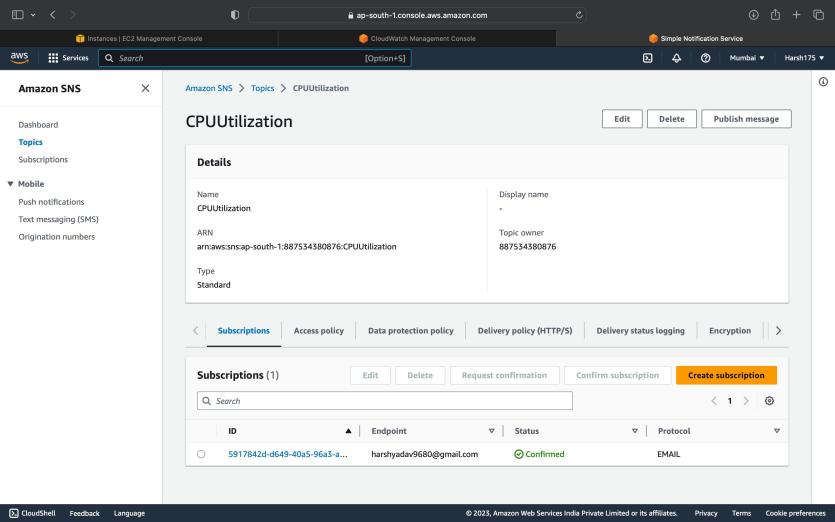 ap-south-1.console.aws.amazon.com
Instances | EC2 Management Console
CloudWatch Management Console
Simple Notification Service
aws
Services
Search
[Option+S]
Mumbai
Harsh175
Amazon SNS
Dashboard
Topics
Subscriptions
Mobile
Push notifications
Text messaging (SMS)
Origination numbers
Amazon SNS > Topics > CPUUtilization
CPUUtilization
Edit
Delete
Publish message
Details
Name
CPUUtilization
Display name
-
ARN
arn:aws:sns:ap-south-1:887534380876:CPUUtilization
Topic owner
887534380876
Type
Standard
Subscriptions
Access policy
Data protection policy
Delivery policy (HTTP/S)
Delivery status logging
Encryption
Subscriptions (1)
Edit
Delete
Request confirmation
Confirm subscription
Create subscription
Search
1
ID
Endpoint
Status
Protocol
5917842d-d649-40a5-96a3-a...
harshyadav9680@gmail.com
Confirmed
EMAIL
CloudShell
Feedback
Language
© 2023, Amazon Web Services India Private Limited or its affiliates.
Privacy
Terms
Cookie preferences